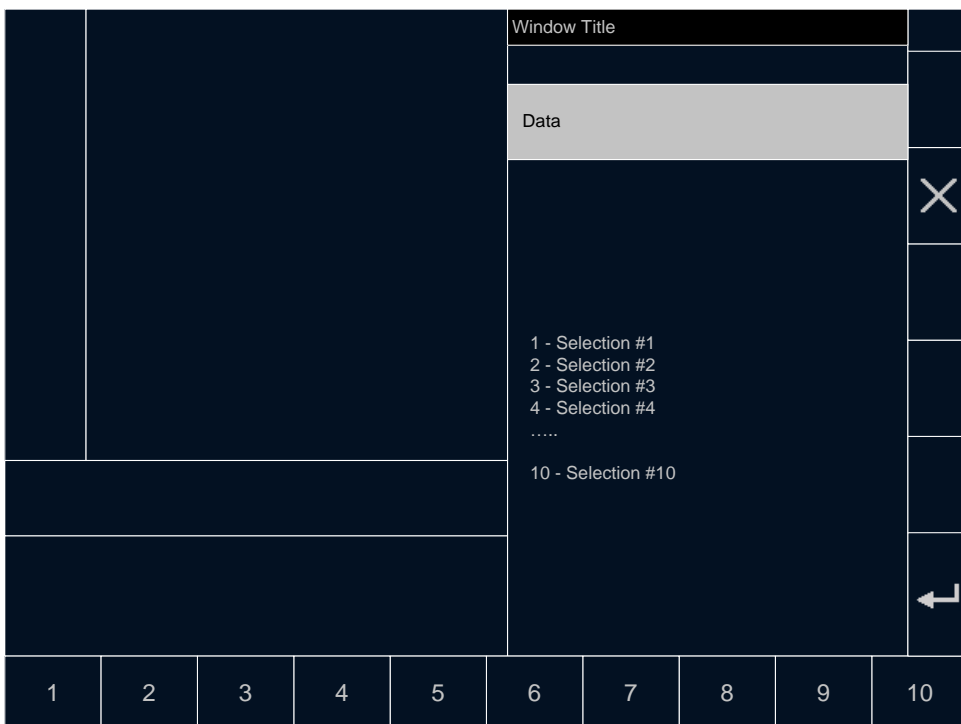 Window Title
Data
1 - Selection #1
2 - Selection #2
3 - Selection #3
4 - Selection #4
…..
10 - Selection #10
1 2 3 4 5 6 7 8 9 10